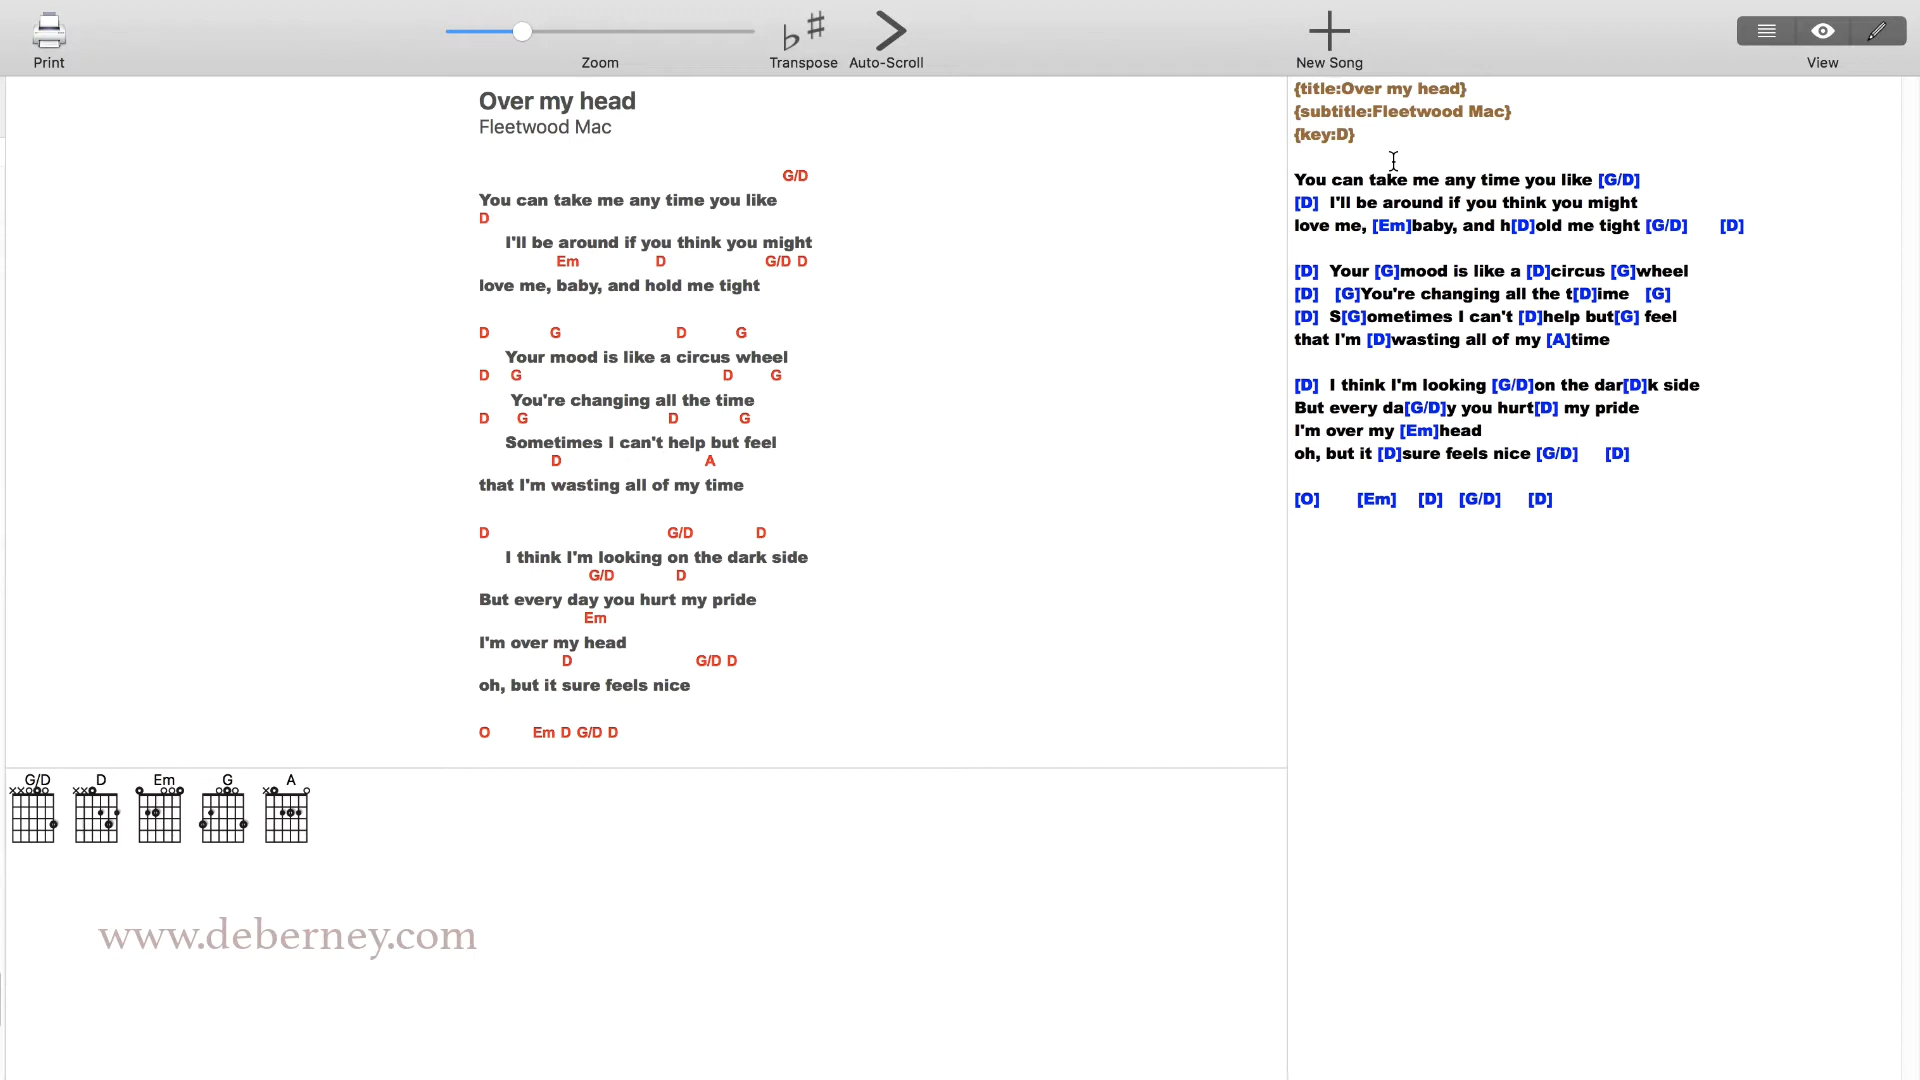 Print
Zoom
Transpose
Auto-Scroll
New Song
View
Over my head
Fleetwood Mac
G/D
You can take me any time you like
D
I'll be around if you think you might
Em D G/D D
love me, baby, and hold me tight
D G D G
Your mood is like a circus wheel
D G D G
You're changing all the time
D G D G
Sometimes I can't help but feel
D A
that I'm wasting all of my time
D G/D D
I think I'm looking on the dark side
G/D D
But every day you hurt my pride
Em
I'm over my head
D G/D D
oh, but it sure feels nice
O Em D G/D D
G/D D Em G A
www.deberney.com
{title:Over my head}
{subtitle:Fleetwood Mac}
{key:D}
You can take me any time you like [G/D]
[D] I'll be around if you think you might
love me, [Em]baby, and h[D]old me tight [G/D] [D]
[D] Your [G]mood is like a [D]circus [G]wheel
[D] [G]You're changing all the t[D]ime [G]
[D] S[G]ometimes I can't [D]help but[G] feel
that I'm [D]wasting all of my [A]time
[D] I think I'm looking [G/D]on the dar[D]k side
But every da[G/D]y you hurt[D] my pride
I'm over my [Em]head
oh, but it [D]sure feels nice [G/D] [D]
[O] [Em] [D] [G/D] [D]